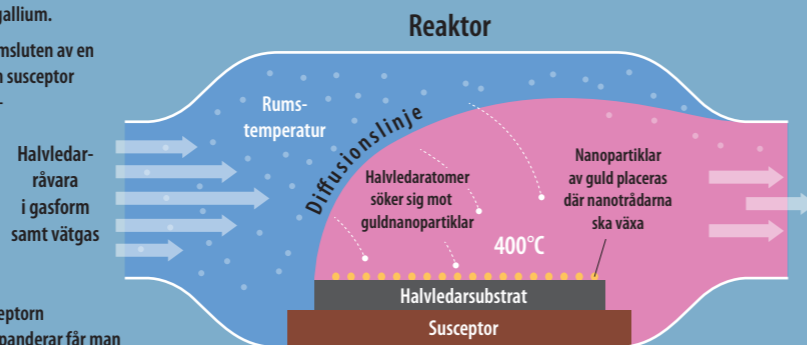 gallium.
msluten av en
susceptor
Reaktor
Rums-
temperatur
Diffusionslinje
Halvledar-
råvara
i gasform
samt vätgas
Halvledaratomer
söker sig mot
guldnanopartiklar
Nanopartiklar
av guld placeras
där nanotrådarna
ska växa
400°C
Halvledarsubstrat
Susceptor
eptorn
panderar får man